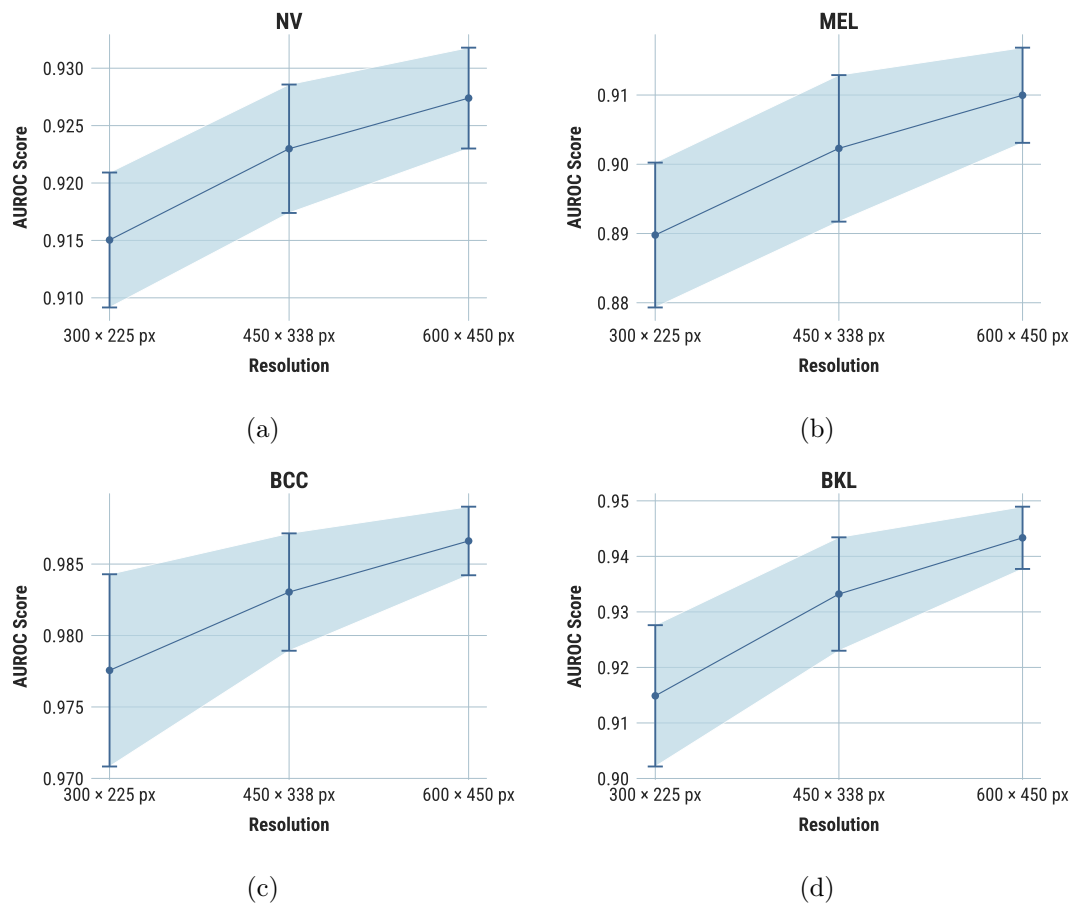 NV
AUROC Score
0.930
0.925
0.920
0.915
0.910
300 × 225 px 450 × 338 px 600 × 450 px
Resolution
(a)
MEL
AUROC Score
0.91
0.90
0.89
0.88
300 × 225 px 450 × 338 px 600 × 450 px
Resolution
(b)
BCC
AUROC Score
0.985
0.980
0.975
0.970
300 × 225 px 450 × 338 px 600 × 450 px
Resolution
(c)
BKL
AUROC Score
0.95
0.94
0.93
0.92
0.91
0.90
300 × 225 px 450 × 338 px 600 × 450 px
Resolution
(d)